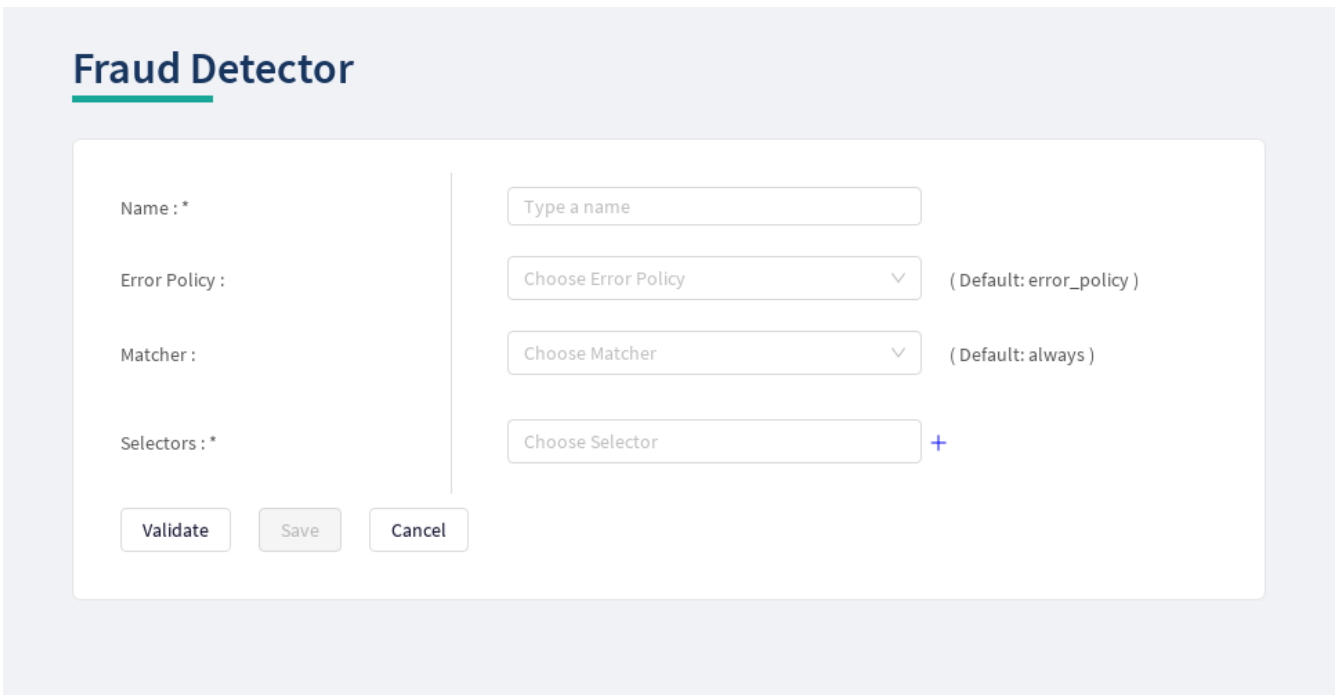 Fraud Detector
Name : * Type a name
Error Policy : Choose Error Policy ( Default: error_policy )
Matcher : Choose Matcher ( Default: always )
Selectors : * Choose Selector +
Validate Save Cancel